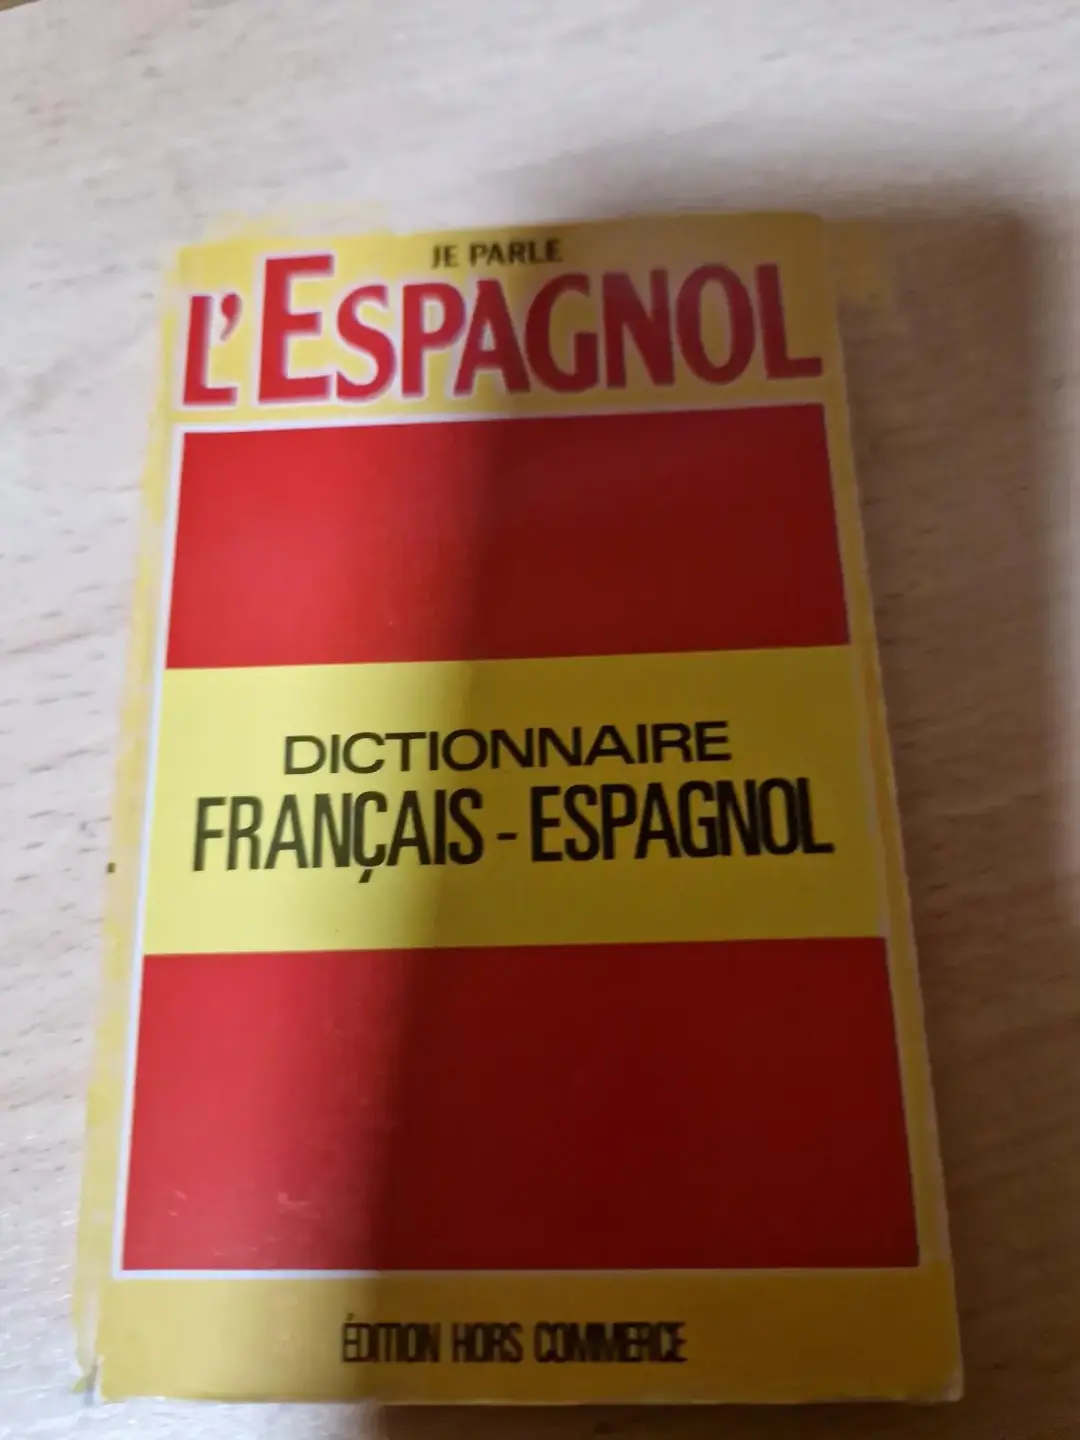 JE PARLE
L'ESPAGNOL
DICTIONNAIRE
FRANÇAIS - ESPAGNOL
ÉDITION HORS COMMERCE